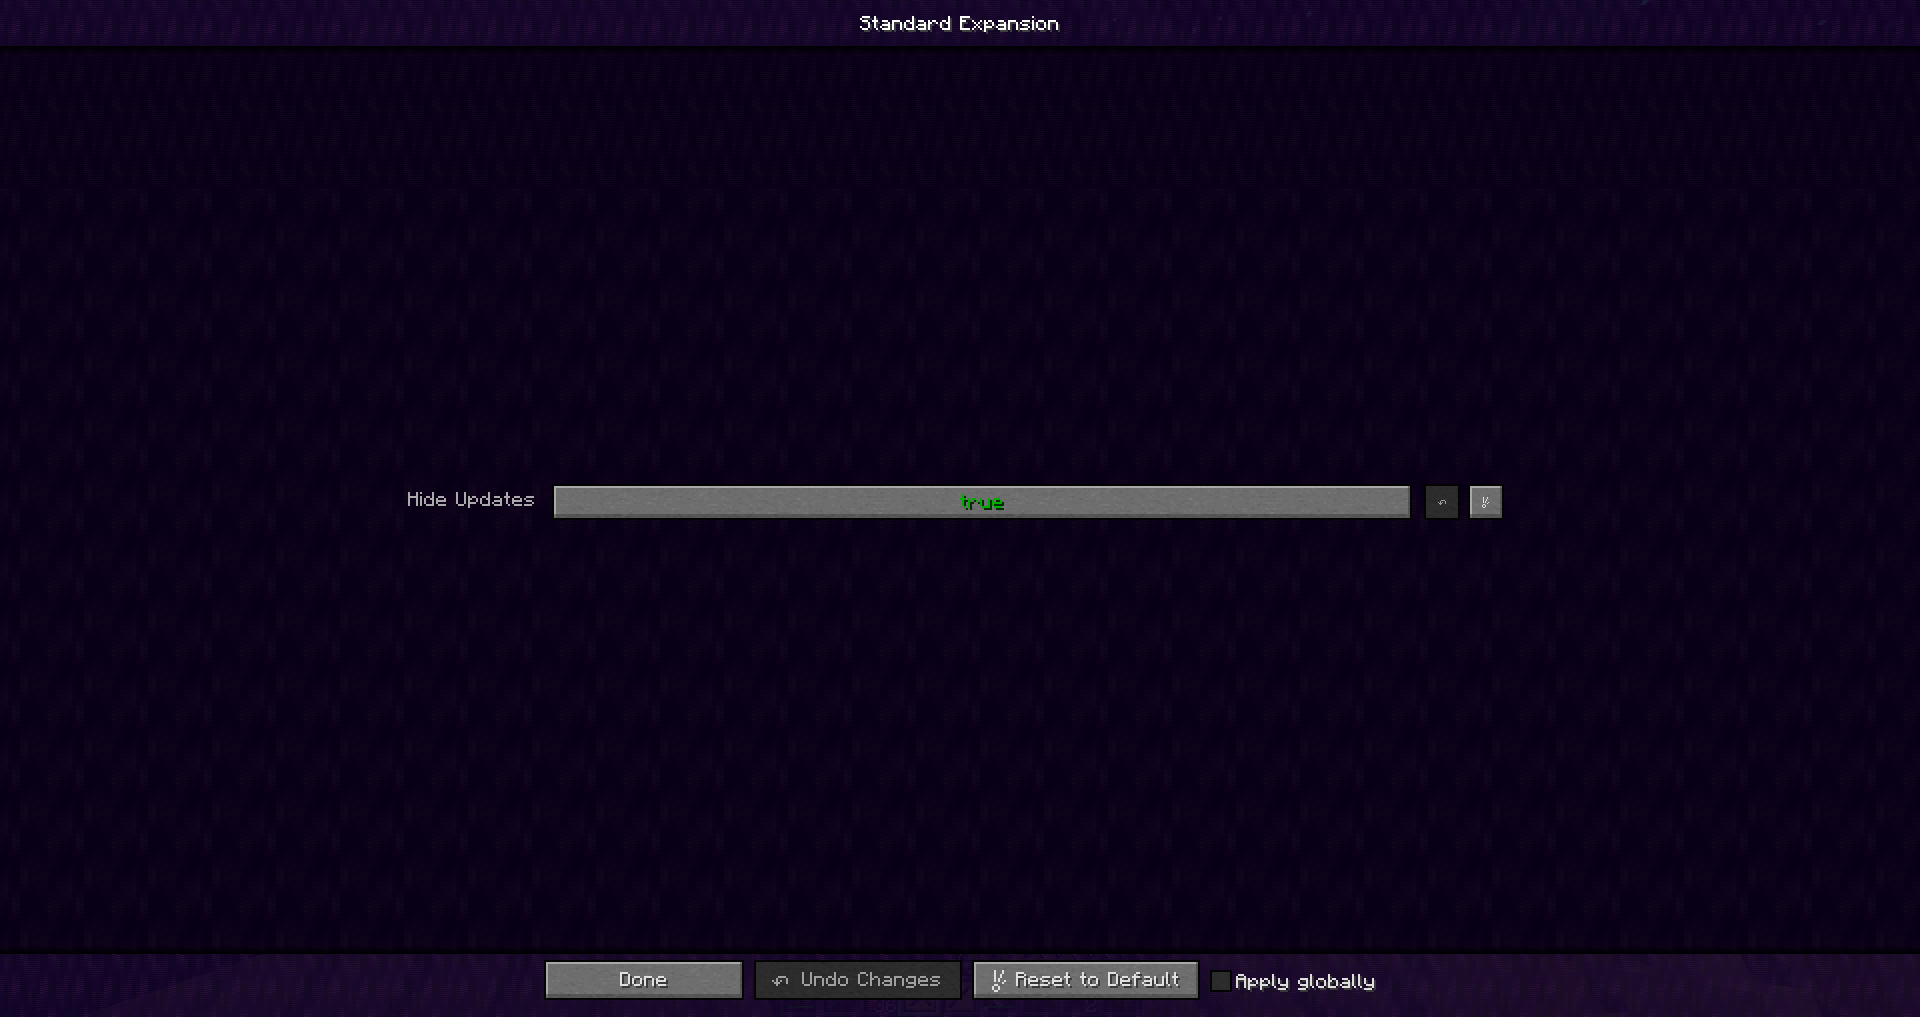 Standard Expansion
Hide Updates
true
Done
Undo Changes
Reset to Default
Apply globally